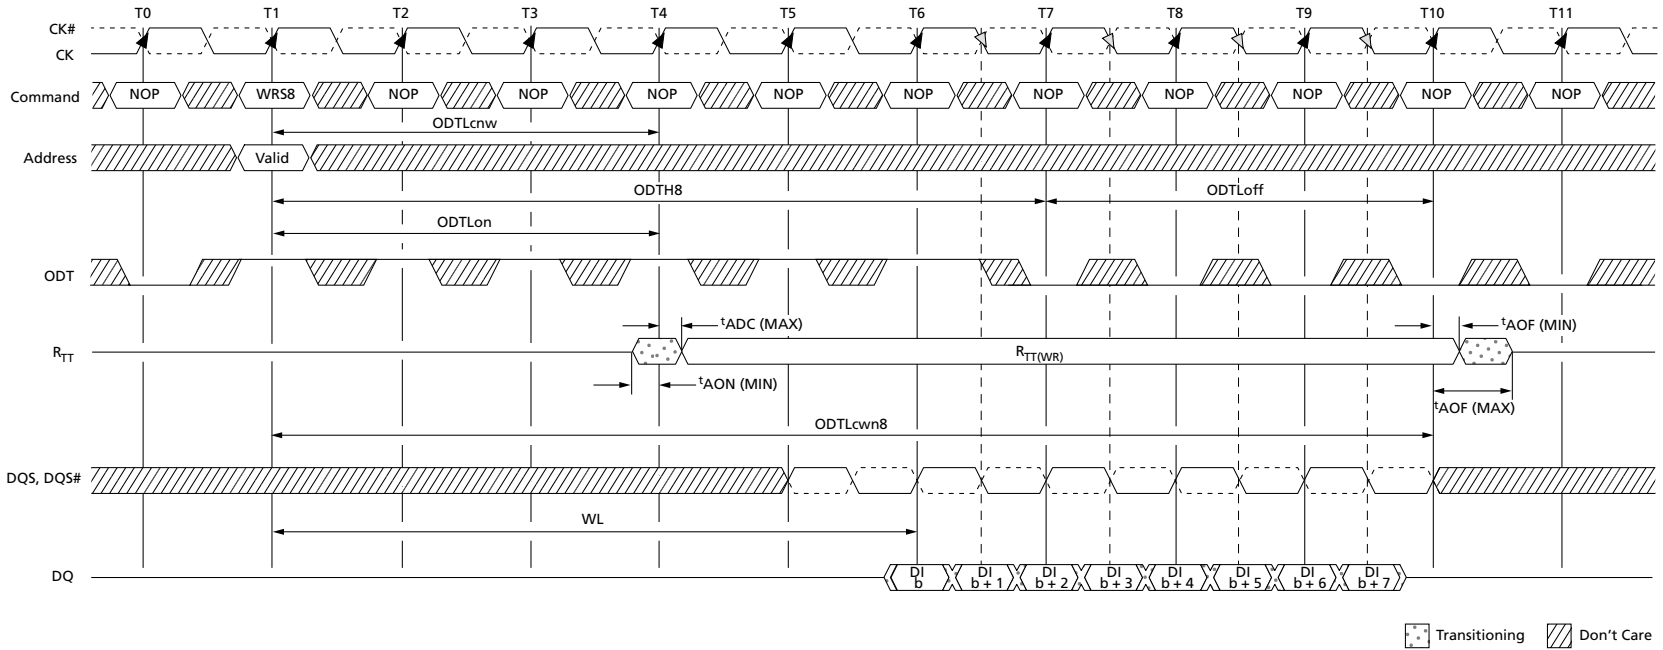 T0 T1 T2 T3 T4 T5 T6 T7 T8 T9 T10 T11
CK#
CK
Command NOP WRS8 NOP NOP NOP NOP NOP NOP NOP NOP NOP NOP
ODTLcnw
Address Valid
ODTH8 ODTLoff
ODTLon
ODT
tADC (MAX) tAOF (MIN)
RTT RTT(WR)
tAON (MIN)
tAOF (MAX)
ODTLcwn8
DQS, DQS#
WL
DQ
DI b
DI b + 1
DI b + 2
DI b + 3
DI b + 4
DI b + 5
DI b + 6
DI b + 7
Transitioning Don't Care